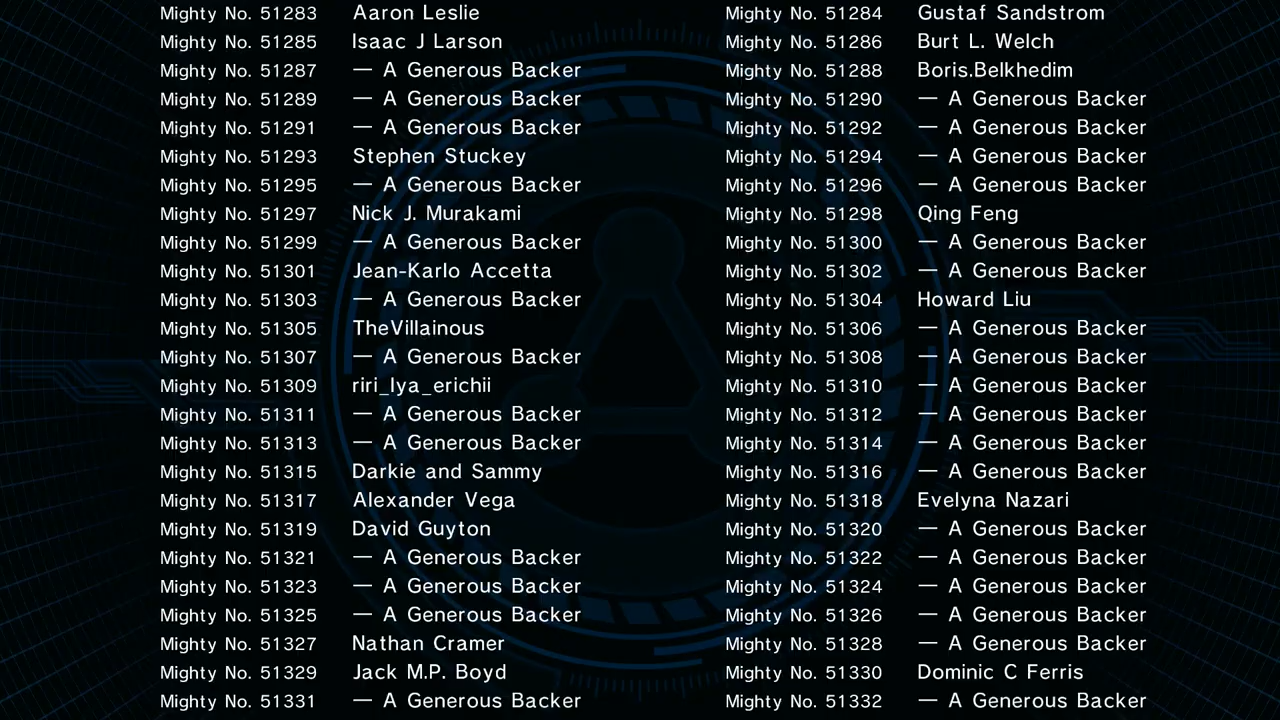 Mighty No. 51283 Aaron Leslie Mighty No. 51284 Gustaf Sandstrom
Mighty No. 51285 Isaac J Larson Mighty No. 51286 Burt L. Welch
Mighty No. 51287 — A Generous Backer Mighty No. 51288 Boris.Belkhedim
Mighty No. 51289 — A Generous Backer Mighty No. 51290 — A Generous Backer
Mighty No. 51291 — A Generous Backer Mighty No. 51292 — A Generous Backer
Mighty No. 51293 Stephen Stuckey Mighty No. 51294 — A Generous Backer
Mighty No. 51295 — A Generous Backer Mighty No. 51296 — A Generous Backer
Mighty No. 51297 Nick J. Murakami Mighty No. 51298 Qing Feng
Mighty No. 51299 — A Generous Backer Mighty No. 51300 — A Generous Backer
Mighty No. 51301 Jean-Karlo Accetta Mighty No. 51302 — A Generous Backer
Mighty No. 51303 — A Generous Backer Mighty No. 51304 Howard Liu
Mighty No. 51305 TheVillainous Mighty No. 51306 — A Generous Backer
Mighty No. 51307 — A Generous Backer Mighty No. 51308 — A Generous Backer
Mighty No. 51309 riri_lya_erichii Mighty No. 51310 — A Generous Backer
Mighty No. 51311 — A Generous Backer Mighty No. 51312 — A Generous Backer
Mighty No. 51313 — A Generous Backer Mighty No. 51314 — A Generous Backer
Mighty No. 51315 Darkie and Sammy Mighty No. 51316 — A Generous Backer
Mighty No. 51317 Alexander Vega Mighty No. 51318 Evelyna Nazari
Mighty No. 51319 David Guyton Mighty No. 51320 — A Generous Backer
Mighty No. 51321 — A Generous Backer Mighty No. 51322 — A Generous Backer
Mighty No. 51323 — A Generous Backer Mighty No. 51324 — A Generous Backer
Mighty No. 51325 — A Generous Backer Mighty No. 51326 — A Generous Backer
Mighty No. 51327 Nathan Cramer Mighty No. 51328 — A Generous Backer
Mighty No. 51329 Jack M.P. Boyd Mighty No. 51330 Dominic C Ferris
Mighty No. 51331 — A Generous Backer Mighty No. 51332 — A Generous Backer